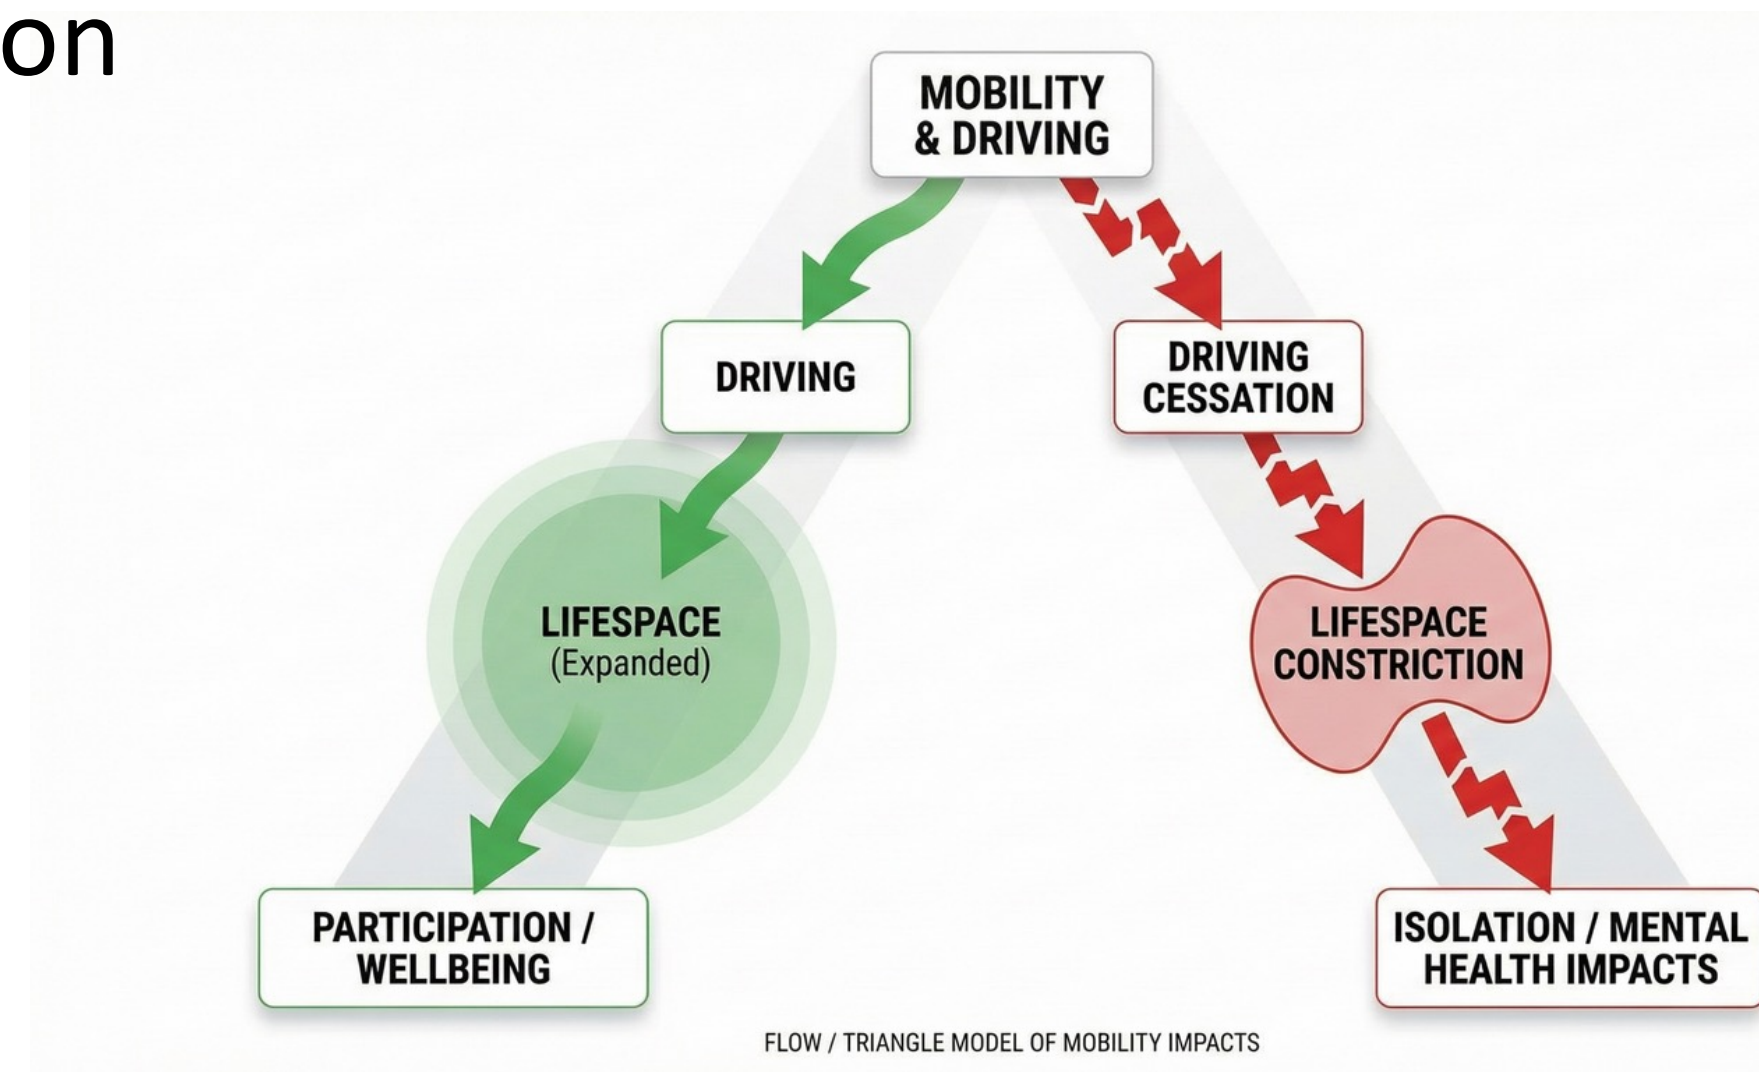 on
MOBILITY
& DRIVING
DRIVING
DRIVING
CESSATION
LIFESPACE
(Expanded)
LIFESPACE
CONSTRICTION
PARTICIPATION /
WELLBEING
ISOLATION / MENTAL
HEALTH IMPACTS
FLOW / TRIANGLE MODEL OF MOBILITY IMPACTS